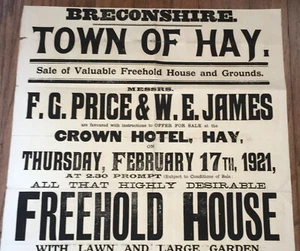 BRECONSHIRE.
TOWN OF HAY.
Sale of Valuable Freehold House and Grounds.
MESSRS.
F. G. PRICE & W. E. JAMES
are favoured with instructions to OFFER FOR SALE at the
CROWN HOTEL, HAY,
ON
THURSDAY, FEBRUARY 17TH, 1921,
AT 2.30 PROMPT (Subject to Conditions of Sale
ALL THAT HIGHLY DESIRABLE
FREEHOLD HOUSE
WITH LAWN AND LARGE GARDEN